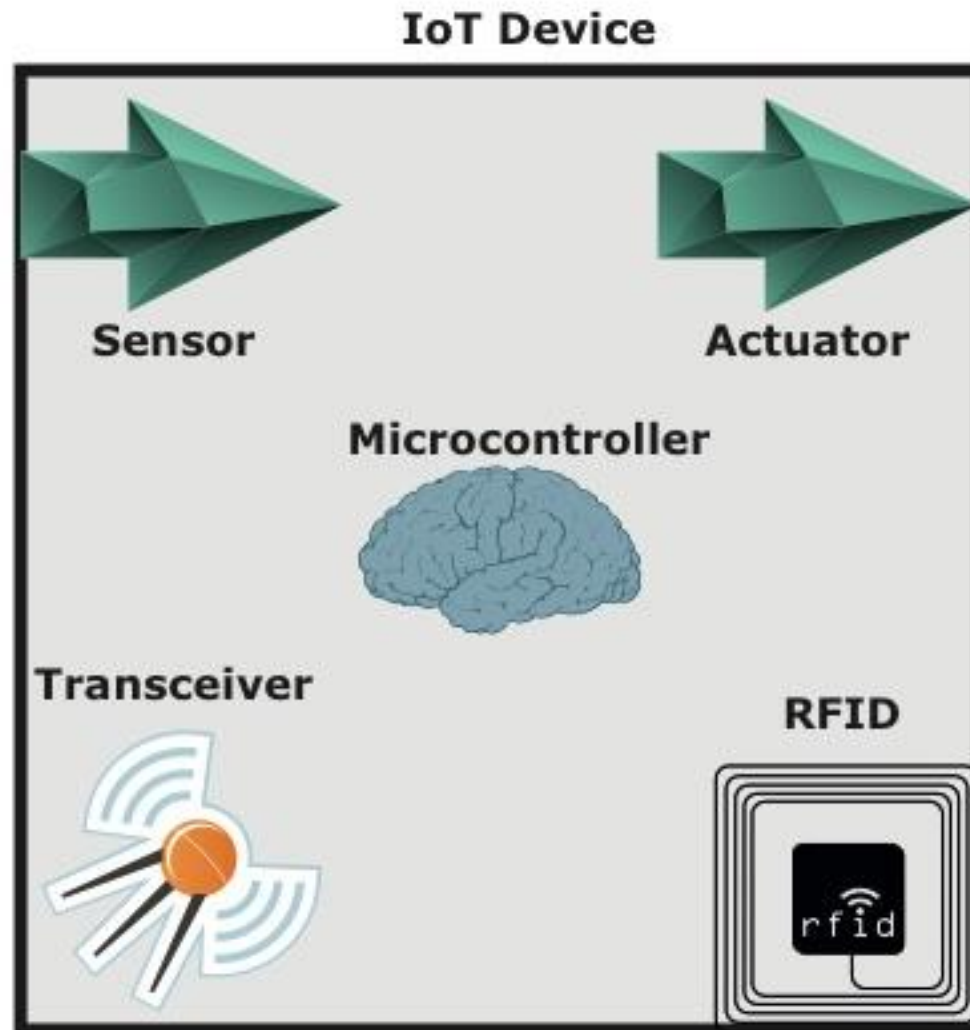 IoT Device
Sensor
Actuator
Microcontroller
Transceiver
RFID
rfid